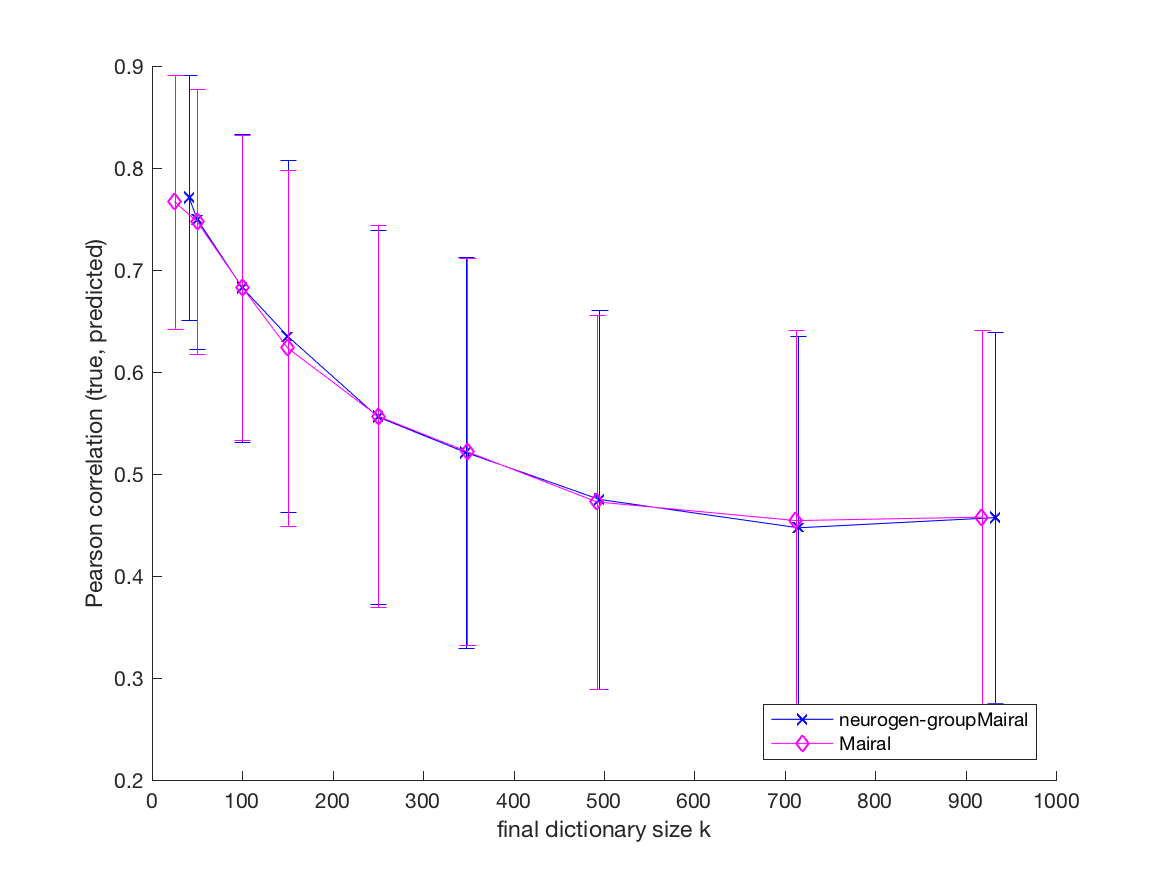 0.9
0.8
0.7
0.6
0.5
0.4
0.3
0.2
Pearson correlation (true, predicted)
neurogen-groupMairal
Mairal
0 100 200 300 400 500 600 700 800 900 1000
final dictionary size k